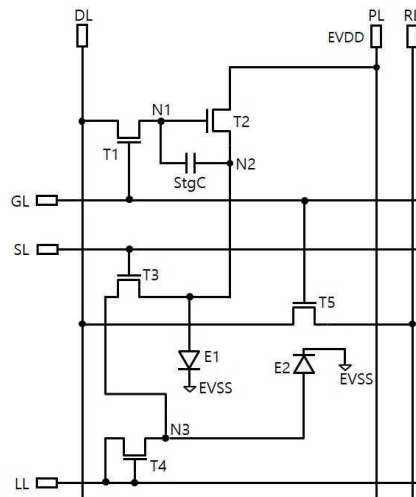 DL
PL
RL
EVDD
N1
T2
T1
N2
StgC
GL
SL
T3
T5
E1
E2
EVSS
EVSS
N3
T4
LL